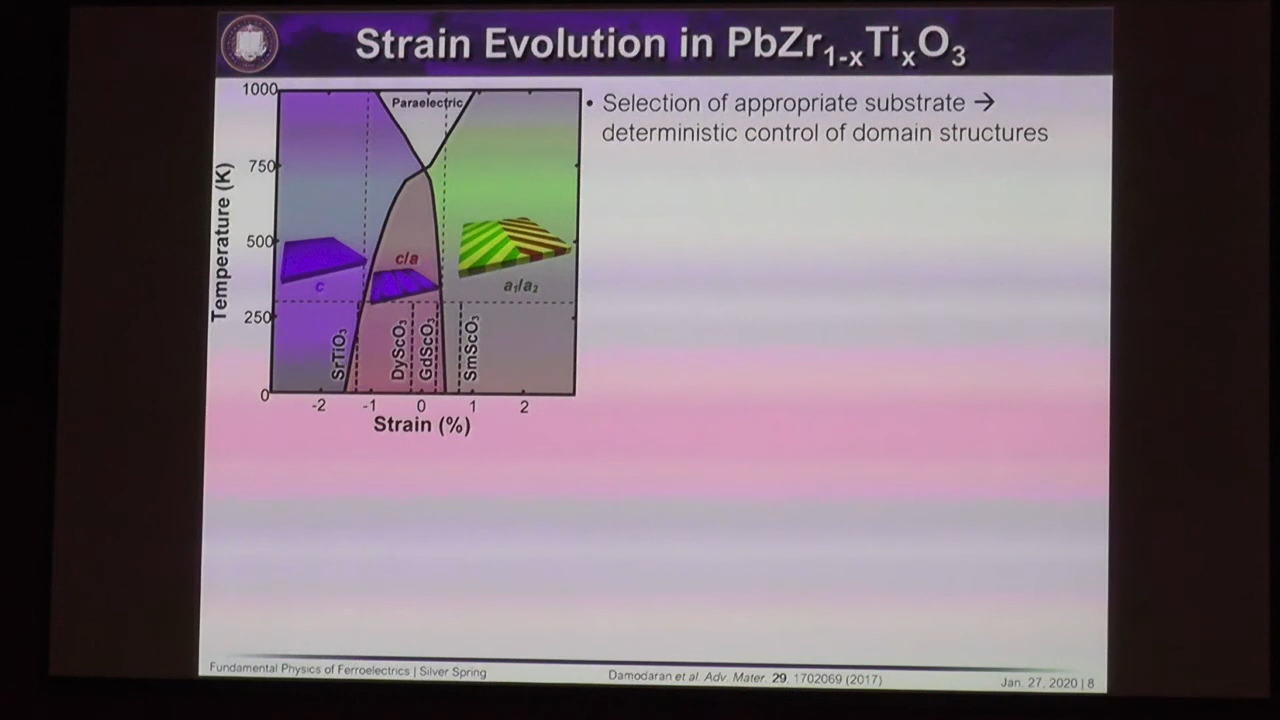 Strain Evolution in PbZr₁₋ₓTiₓO₃
• Selection of appropriate substrate →
deterministic control of domain structures
Temperature (K)
1000
750
500
250
0
Paraelectric
c
c/a
a₁/a₂
SrTiO₃
DyScO₃
GdScO₃
SmScO₃
-2 -1 0 1 2
Strain (%)
Fundamental Physics of Ferroelectrics | Silver Spring
Damodaran et al. Adv. Mater. 29, 1702069 (2017)
Jan. 27, 2020 | 8